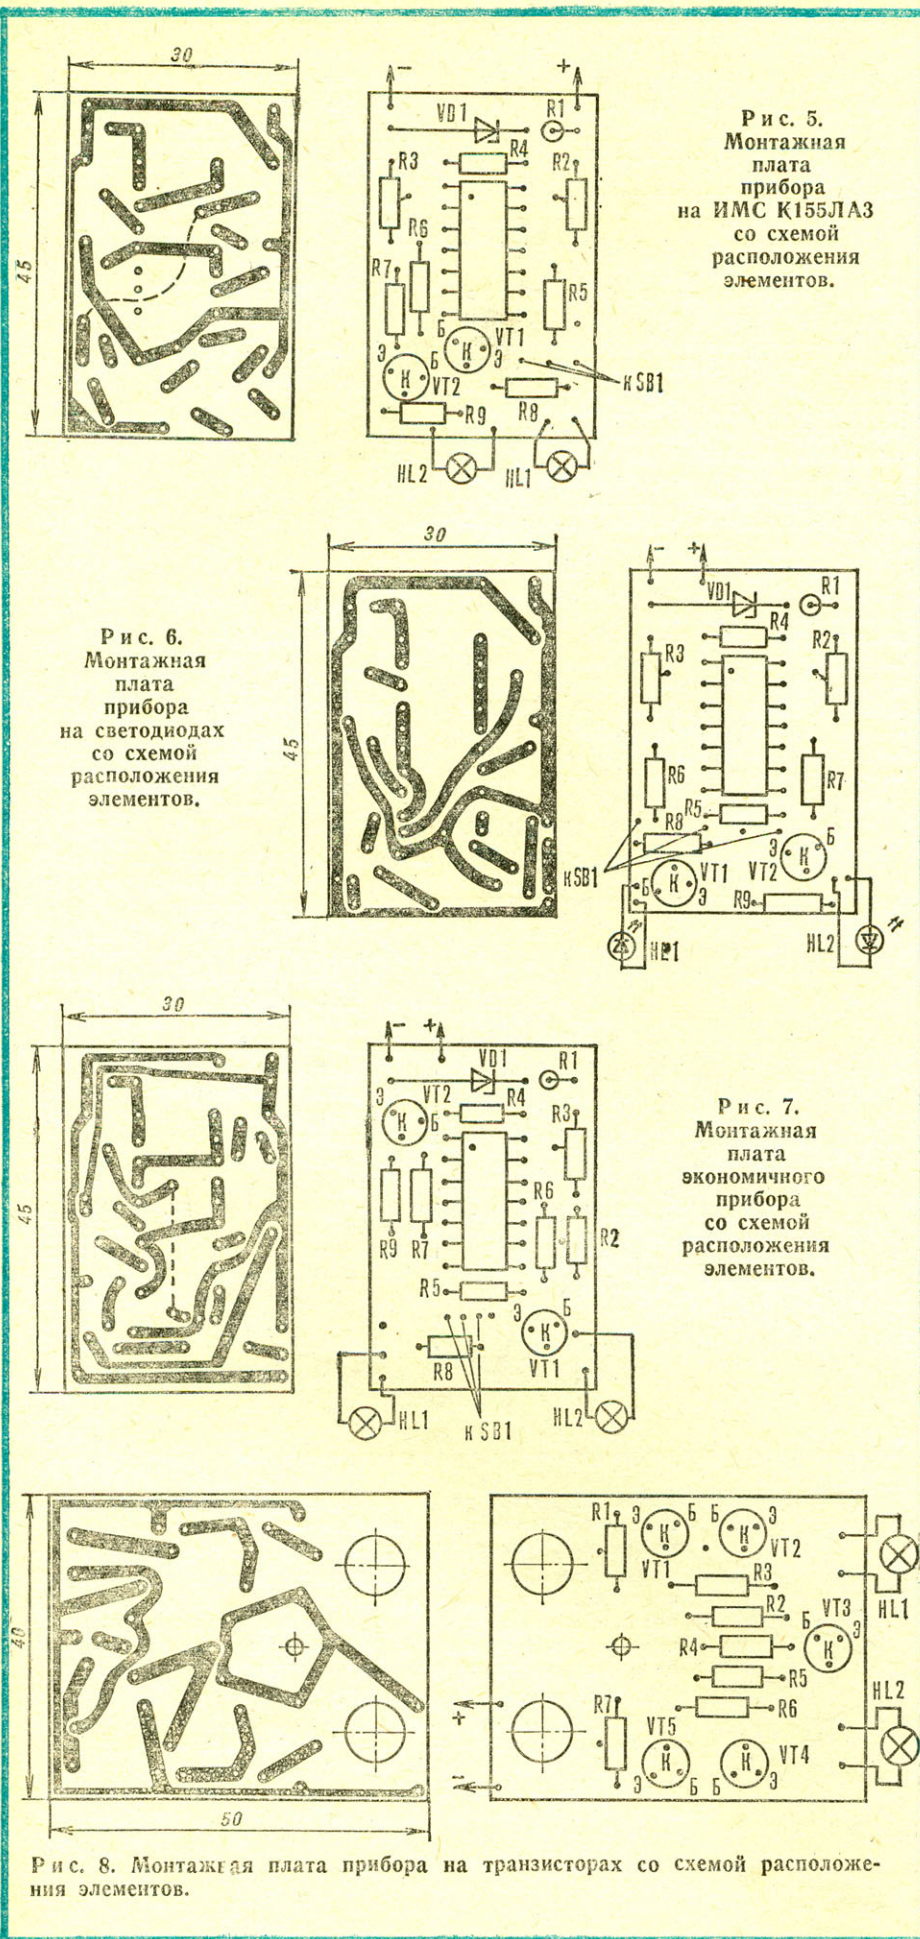 30
45
−
+
VD1
R1
R4
R3
R2
R6
R7
R5
Б
VT1
Э
К
Э
Б
К
VT2
R8
R9
к SB1
HL2
HL1
Рис. 5.
Монтажная
плата
прибора
на ИМС К155ЛА3
со схемой
расположения
элементов.
Рис. 6.
Монтажная
плата
прибора
на светодиодах
со схемой
расположения
элементов.
30
45
−
+
VD1
R1
R4
R3
R2
R6
R7
R5
R8
Э
Б
К
VT2
кSB1
Б
К
VT1
Э
R9
HL1
HL2
30
45
−
+
VD1
R1
Э
VT2
К
Б
R4
R3
R6
R9
R7
R2
R5
Э
Б
К
VT1
R8
HL1
к SB1
HL2
Рис. 7.
Монтажная
плата
экономичного
прибора
со схемой
расположения
элементов.
40
50
R1
Э
Б
К
VT1
Б
Э
К
VT2
R3
R2
VT3
Б
Э
К
R4
R5
R6
R7
VT5
К
Э
Б
Б
К
Э
VT4
HL1
HL2
+
−
Рис. 8. Монтажная плата прибора на транзисторах со схемой расположе-
ния элементов.